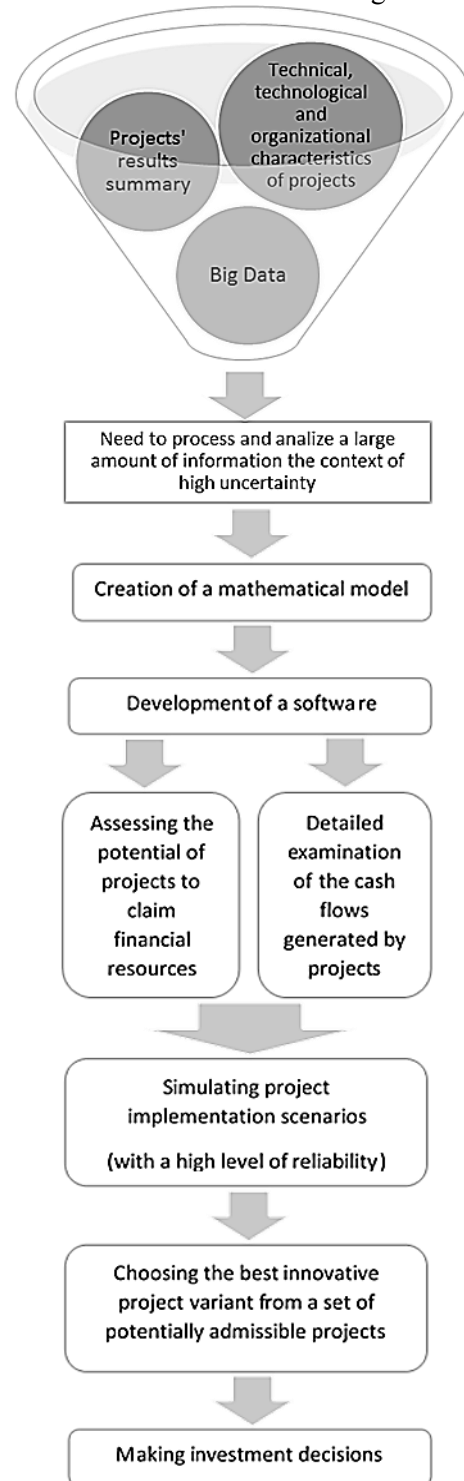 Technical,
technological
and
organizational
characteristics
of projects
Projects'
results
summary
Big Data
Need to process and analize a large
amount of information the context of
high uncertainty
Creation of a mathematical model
Development of a software
Assessing the
potential of
projects to
claim
financial
resources
Detailed
examination
of the cash
flows
generated by
projects
Simulating project
implementation scenarios
(with a high level of reliability)
Choosing the best innovative
project variant from a set of
potentially admissible projects
Making investment decisions